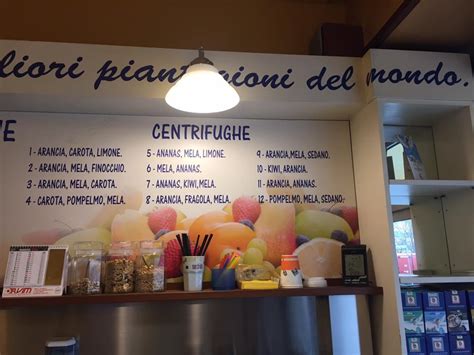 liori piantagioni del mondo.
CENTRIFUGHE
1 - ARANCIA, CAROTA, LIMONE.
2 - ARANCIA, MELA, FINOCCHIO.
3 - ARANCIA, MELA, CAROTA.
4 - CAROTA, POMPELMO, MELA.
5 - ANANAS, MELA, LIMONE.
6 - MELA, ANANAS.
7 - ANANAS, KIWI, MELA.
8 - ARANCIA, FRAGOLA, MELA.
9 - ARANCIA, MELA, SEDANO.
10 - KIWI, ARANCIA.
11 - ARANCIA, ANANAS.
12 - POMPELMO, MELA, SEDANO.